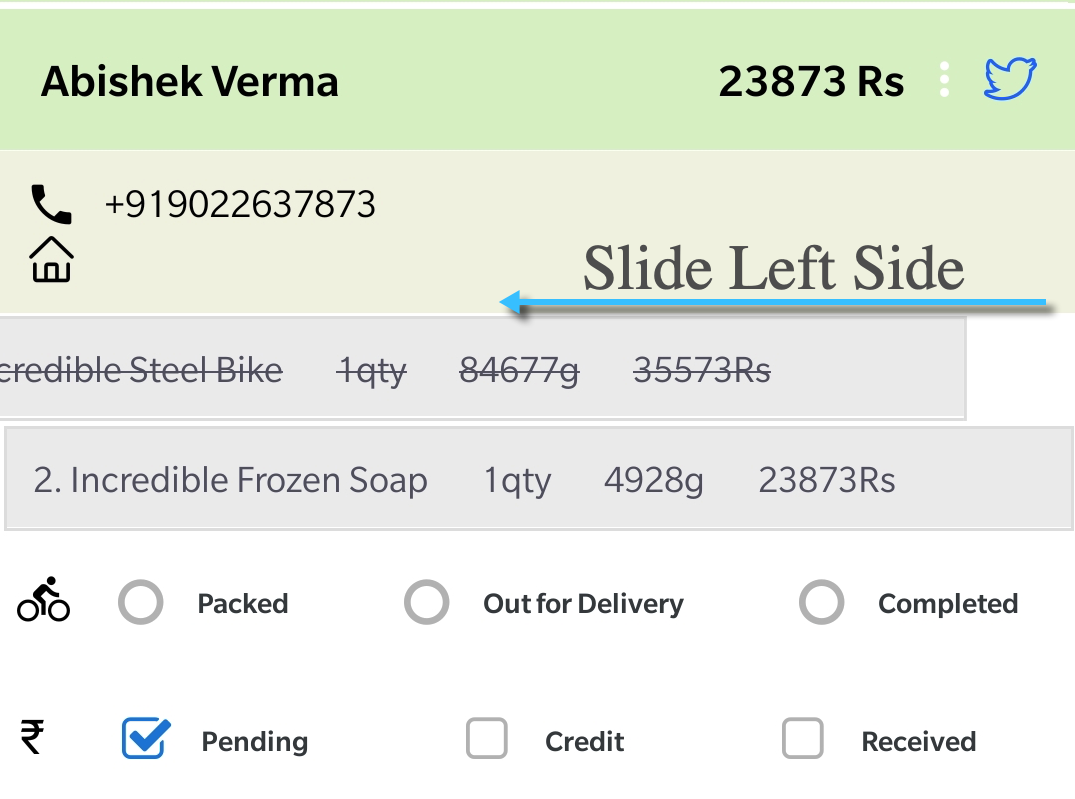 Abishek Verma 23873 Rs
+919022637873
Slide Left Side
credible Steel Bike 1qty 84677g 35573Rs
2. Incredible Frozen Soap 1qty 4928g 23873Rs
Packed Out for Delivery Completed
₹ Pending Credit Received